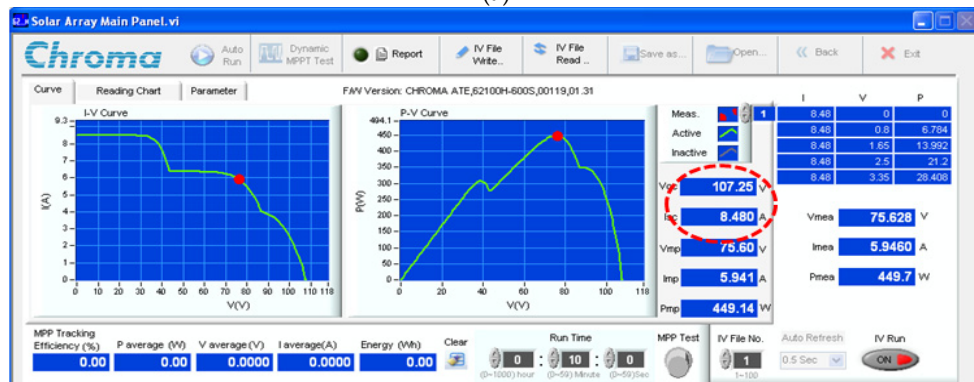 Solar Array Main Panel.vi
Chroma Auto Run Dynamic MPPT Test Report IV File Write.. IV File Read .. Save as... Open... Back Exit
Curve Reading Chart Parameter F/W Version: CHROMA ATE,62100H-600S,00119,01.31
I-V Curve
9.3
8
7
6
5
4
3
2
1
0
I(A)
0 10 20 30 40 50 60 70 80 90 100 110 118
V(V)
P-V Curve
494.1
450
400
350
300
250
200
150
100
50
0
P(W)
0 20 40 60 80 100 118
V(V)
Meas.
Active
Inactive
1
I V P
8.48 0 0
8.48 0.8 6.784
8.48 1.65 13.992
8.48 2.5 21.2
8.48 3.35 28.408
Voc 107.25 V
Isc 8.480 A
Vmp 75.60 V
Imp 5.941 A
Pmp 449.14 W
Vmea 75.628 V
Imea 5.9460 A
Pmea 449.7 W
MPP Tracking
Efficiency (%) P average (W) V average(V) I average(A) Energy (Wh) Clear
0.00 0.00 0.0000 0.0000 0.00
Run Time
0 : 10 : 0
(0~1000) hour (0~59) Minute (0~59)Sec
MPP Test
IV File No. Auto Refresh IV Run
1 0.5 Sec ON
1~100